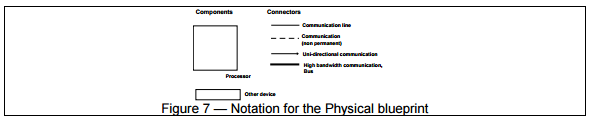 Components
Connectors
Communication line
Communication
(non permanent)
Uni-directional communication
High bandwidth communication,
Bus
Processor
Other device
Figure 7 — Notation for the Physical blueprint